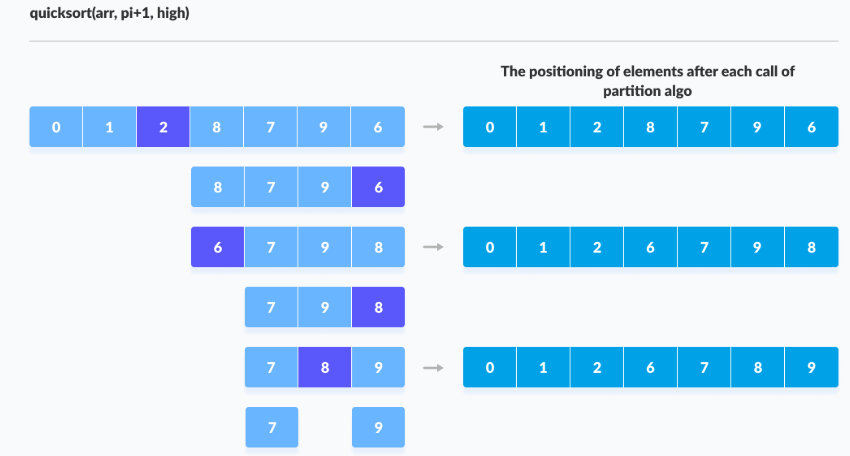 quicksort(arr, pi+1, high)
The positioning of elements after each call of
partition algo
0 1 2 8 7 9 6 0 1 2 8 7 9 6
8 7 9 6
6 7 9 8 0 1 2 6 7 9 8
7 9 8
7 8 9 0 1 2 6 7 8 9
7 9